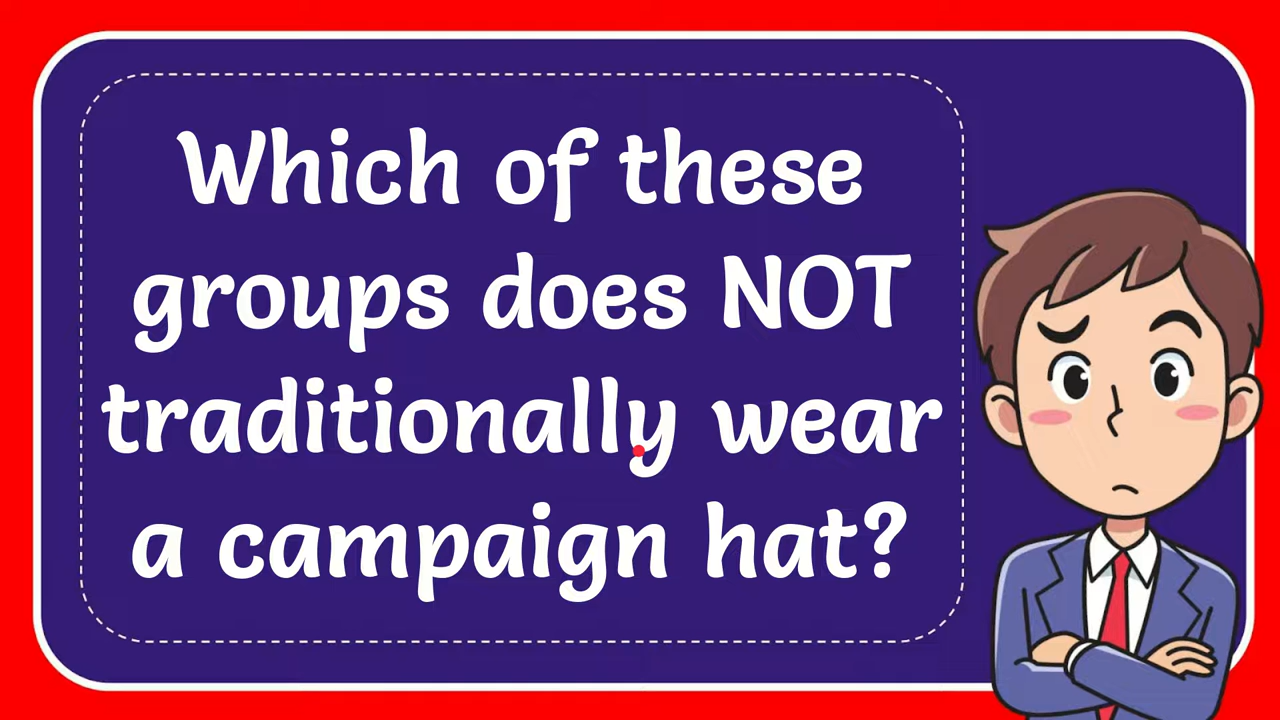 Which of these
groups does NOT
traditionally wear
a campaign hat?